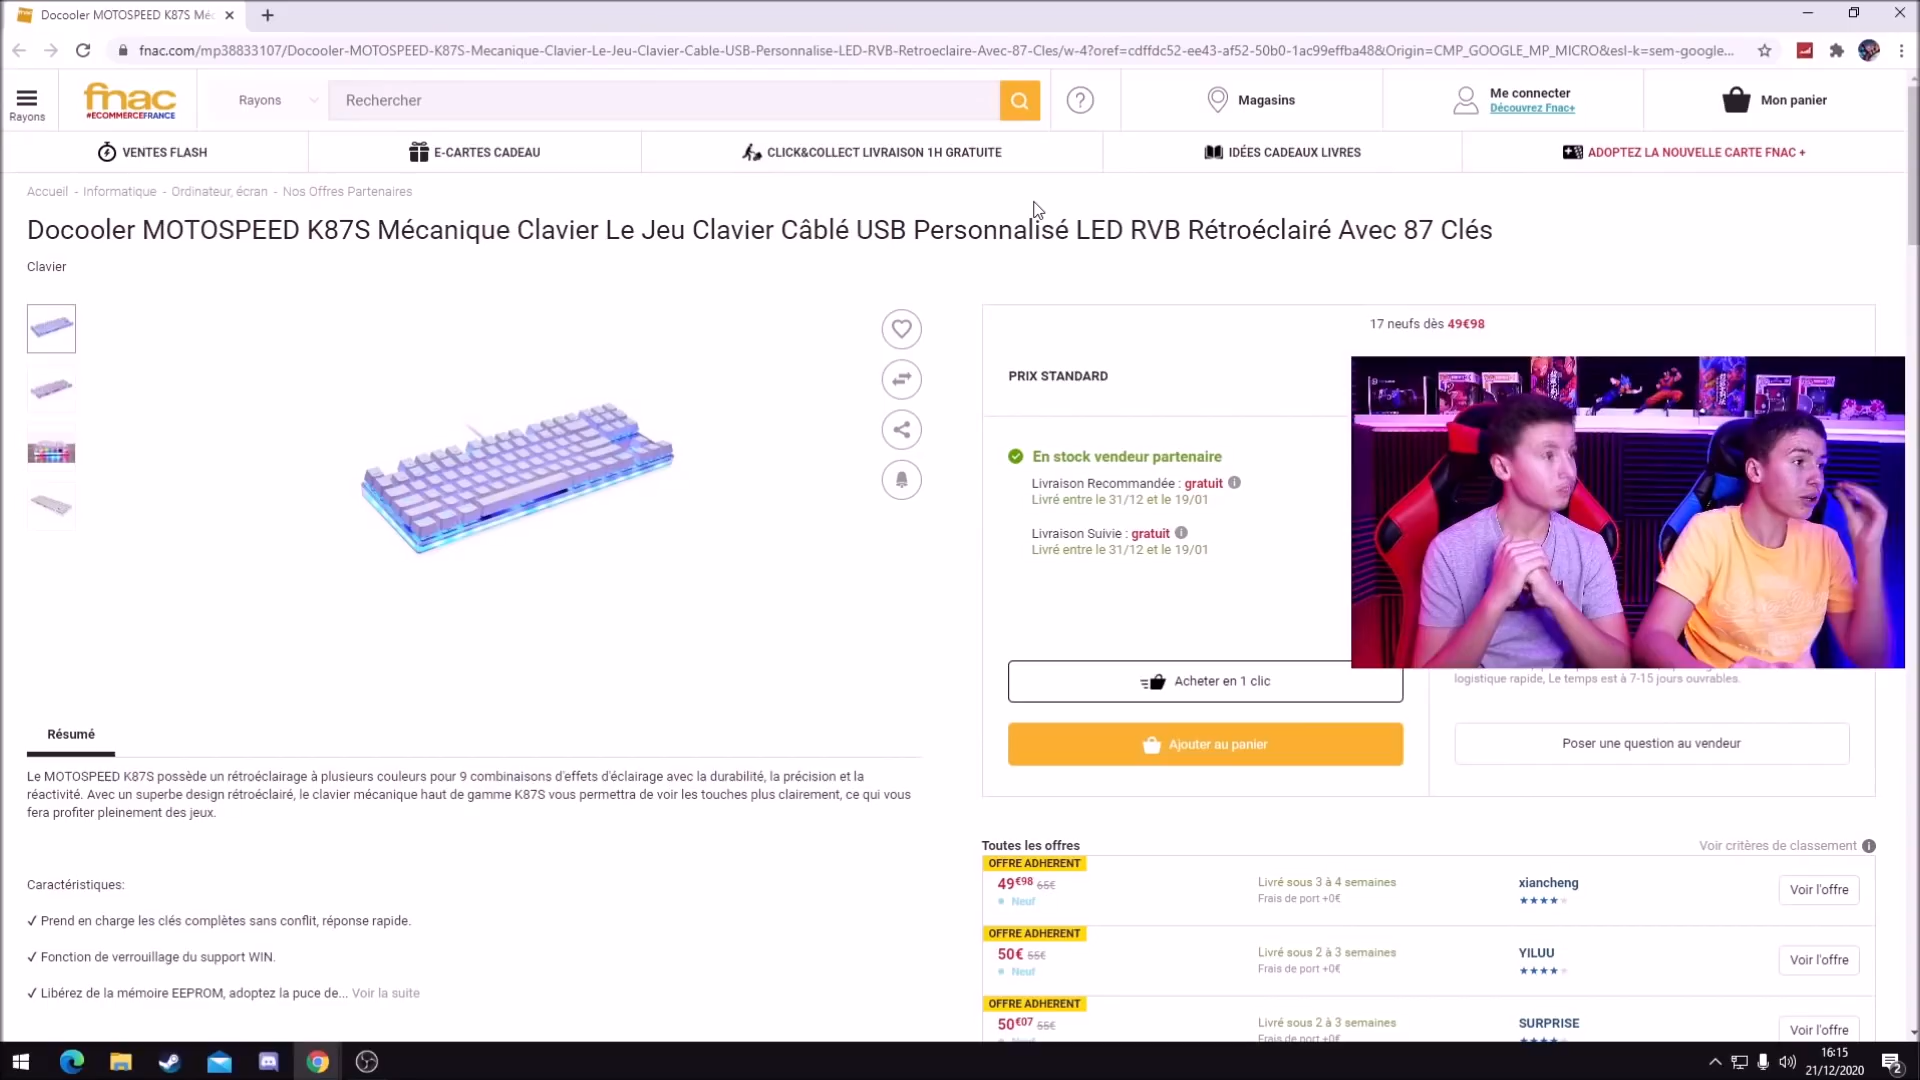 Docooler MOTOSPEED K87S Méc
fnac.com/mp38833107/Docooler-MOTOSPEED-K87S-Mecanique-Clavier-Le-Jeu-Clavier-Cable-USB-Personnalise-LED-RVB-Retroeclaire-Avec-87-Cles/w-4?oref=cdffdc52-ee43-af52-50b0-1ac99effba48&Origin=CMP_GOOGLE_MP_MICRO&esl-k=sem-google...
Rayons
fnac
#ECOMMERCEFRANCE
Rayons
Rechercher
Magasins
Me connecter
Découvrez Fnac+
Mon panier
VENTES FLASH
E-CARTES CADEAU
CLICK&COLLECT LIVRAISON 1H GRATUITE
IDÉES CADEAUX LIVRES
ADOPTEZ LA NOUVELLE CARTE FNAC +
Accueil - Informatique - Ordinateur, écran - Nos Offres Partenaires
Docooler MOTOSPEED K87S Mécanique Clavier Le Jeu Clavier Câblé USB Personnalisé LED RVB Rétroéclairé Avec 87 Clés
Clavier
17 neufs dès 49€98
PRIX STANDARD
En stock vendeur partenaire
Livraison Recommandée : gratuit
Livré entre le 31/12 et le 19/01
Livraison Suivie : gratuit
Livré entre le 31/12 et le 19/01
Acheter en 1 clic
logistique rapide, Le temps est à 7-15 jours ouvrables.
Ajouter au panier
Poser une question au vendeur
Résumé
Le MOTOSPEED K87S possède un rétroéclairage à plusieurs couleurs pour 9 combinaisons d'effets d'éclairage avec la durabilité, la précision et la
réactivité. Avec un superbe design rétroéclairé, le clavier mécanique haut de gamme K87S vous permettra de voir les touches plus clairement, ce qui vous
fera profiter pleinement des jeux.
Caractéristiques:
✓ Prend en charge les clés complètes sans conflit, réponse rapide.
✓ Fonction de verrouillage du support WIN.
✓ Libérez de la mémoire EEPROM, adoptez la puce de... Voir la suite
Toutes les offres
Voir critères de classement
OFFRE ADHERENT
49€98 65€
Neuf
Livré sous 3 à 4 semaines
Frais de port +0€
xiancheng
Voir l'offre
OFFRE ADHERENT
50€ 55€
Neuf
Livré sous 2 à 3 semaines
Frais de port +0€
YILUU
Voir l'offre
OFFRE ADHERENT
50€07 55€
Livré sous 2 à 3 semaines
Frais de port +0€
SURPRISE
Voir l'offre
16:15
21/12/2020
2